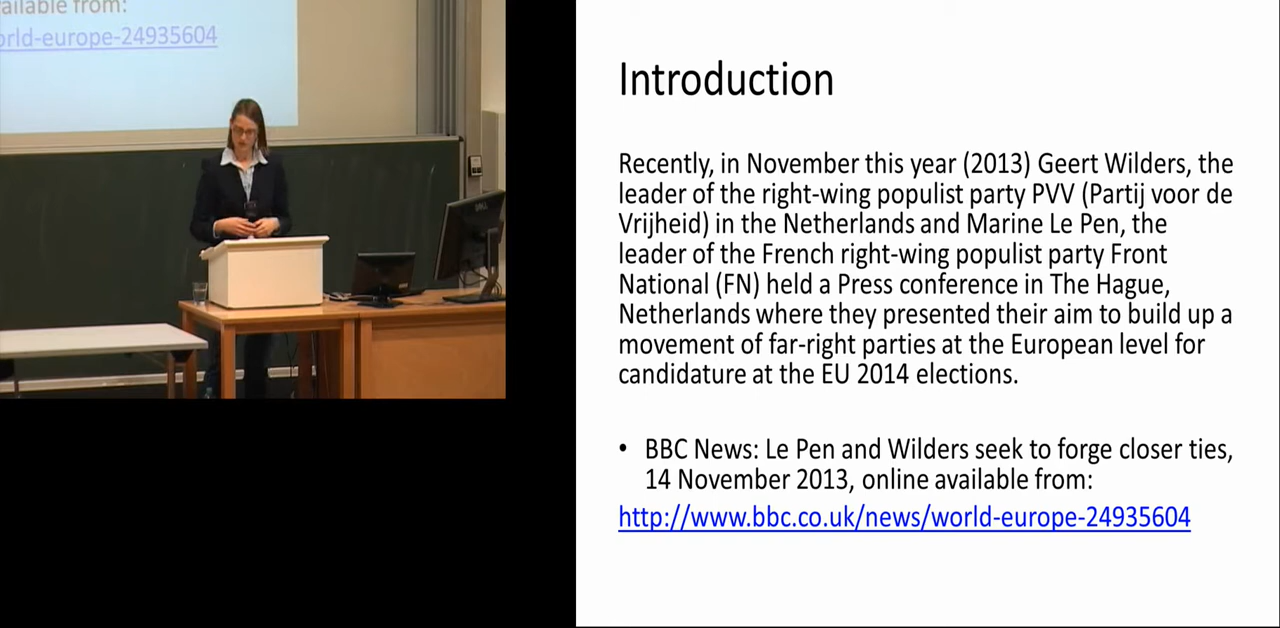 ailable from:
orld-europe-24935604
DELL
Introduction
Recently, in November this year (2013) Geert Wilders, the
leader of the right-wing populist party PVV (Partij voor de
Vrijheid) in the Netherlands and Marine Le Pen, the
leader of the French right-wing populist party Front
National (FN) held a Press conference in The Hague,
Netherlands where they presented their aim to build up a
movement of far-right parties at the European level for
candidature at the EU 2014 elections.
• BBC News: Le Pen and Wilders seek to forge closer ties,
14 November 2013, online available from:
http://www.bbc.co.uk/news/world-europe-24935604